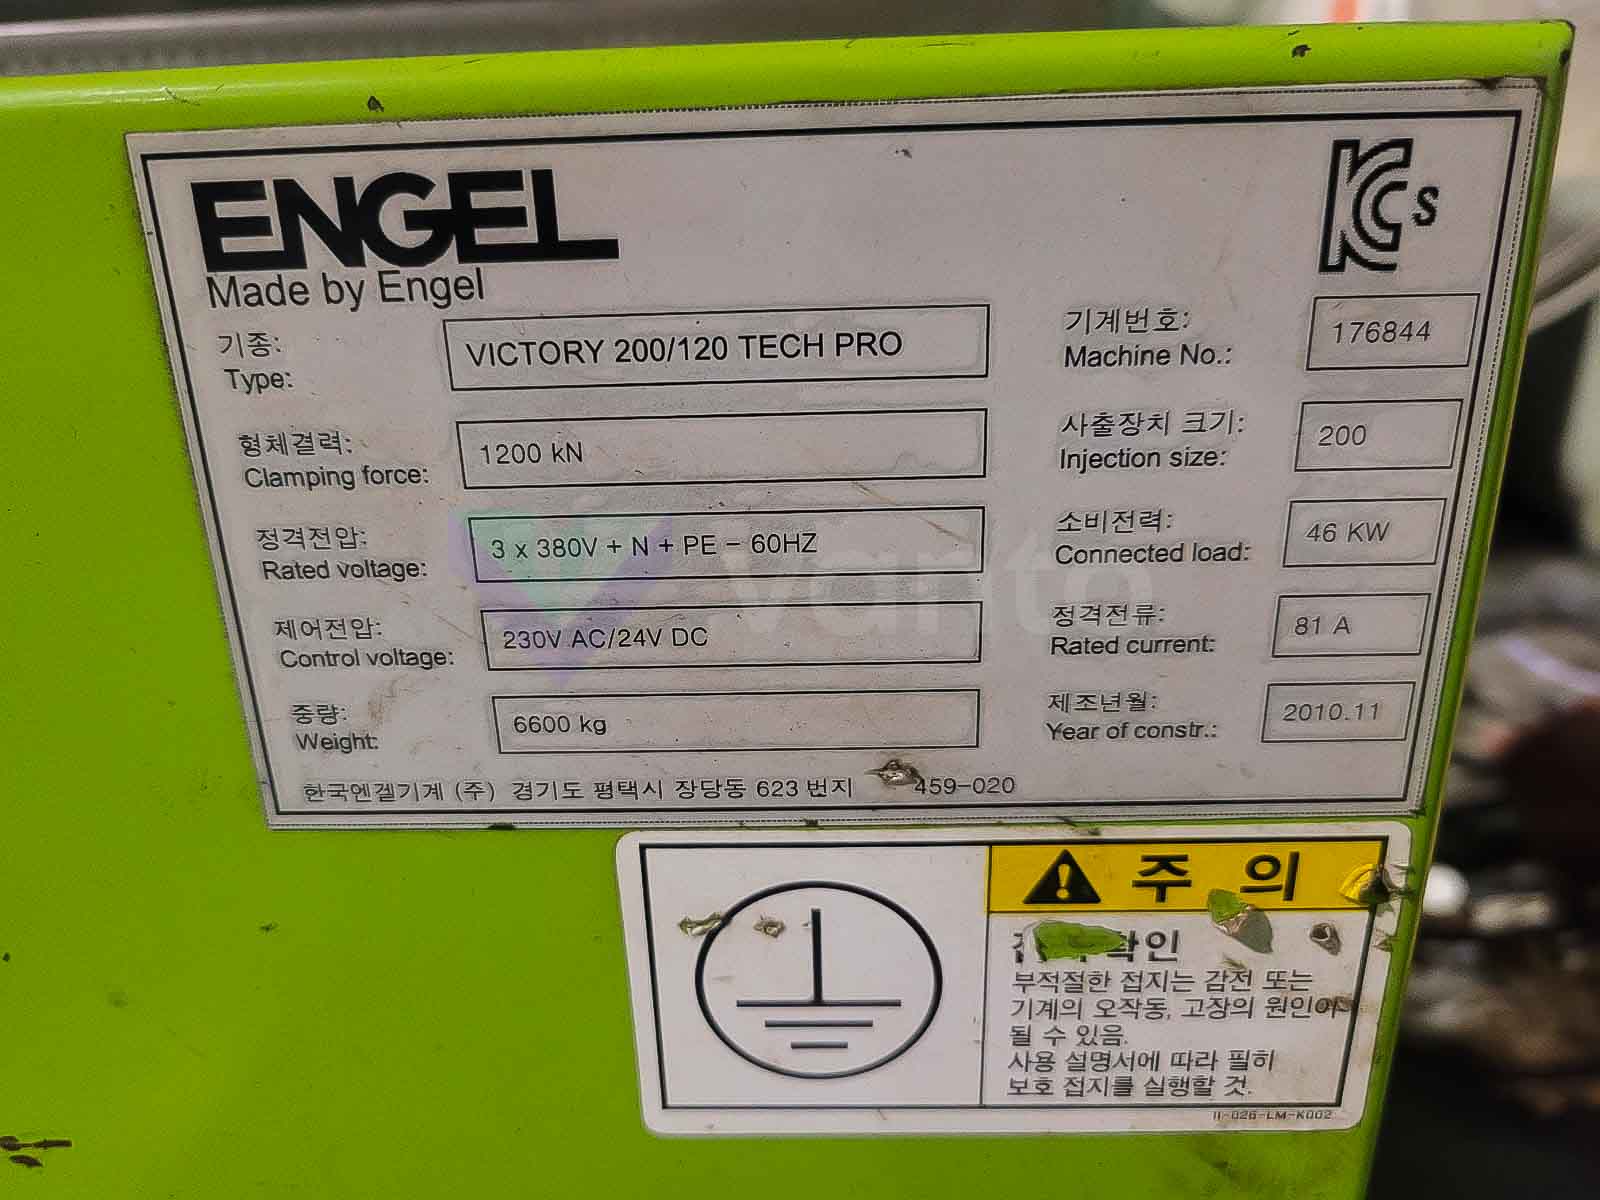 ENGEL
Made by Engel
KCs
기종:
Type:
VICTORY 200/120 TECH PRO
기계번호:
Machine No.:
176844
형체결력:
Clamping force:
1200 kN
사출장치 크기:
Injection size:
200
정격전압:
Rated voltage:
3 x 380V + N + PE - 60HZ
소비전력:
Connected load:
46 KW
제어전압:
Control voltage:
230V AC/24V DC
정격전류:
Rated current:
81 A
중량:
Weight:
6600 kg
제조년월:
Year of constr.:
2010.11
한국엔겔기계 (주) 경기도 평택시 장당동 623 번지 459-020
vanto
주의
부적절한 접지는 감전 또는
기계의 오작동, 고장의 원인이
될 수 있음.
사용 설명서에 따라 필히
보호 접지를 실행할 것.
II-026-LM-K002